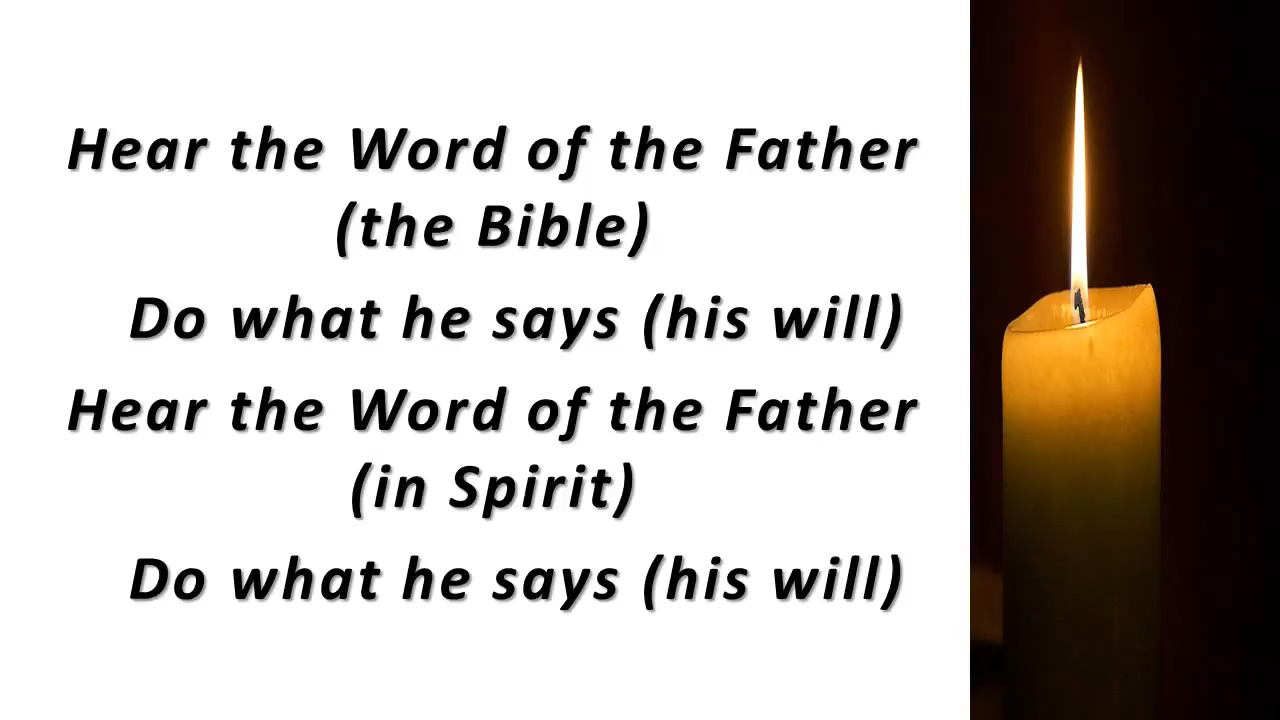 Hear the Word of the Father
(the Bible)
Do what he says (his will)
Hear the Word of the Father
(in Spirit)
Do what he says (his will)